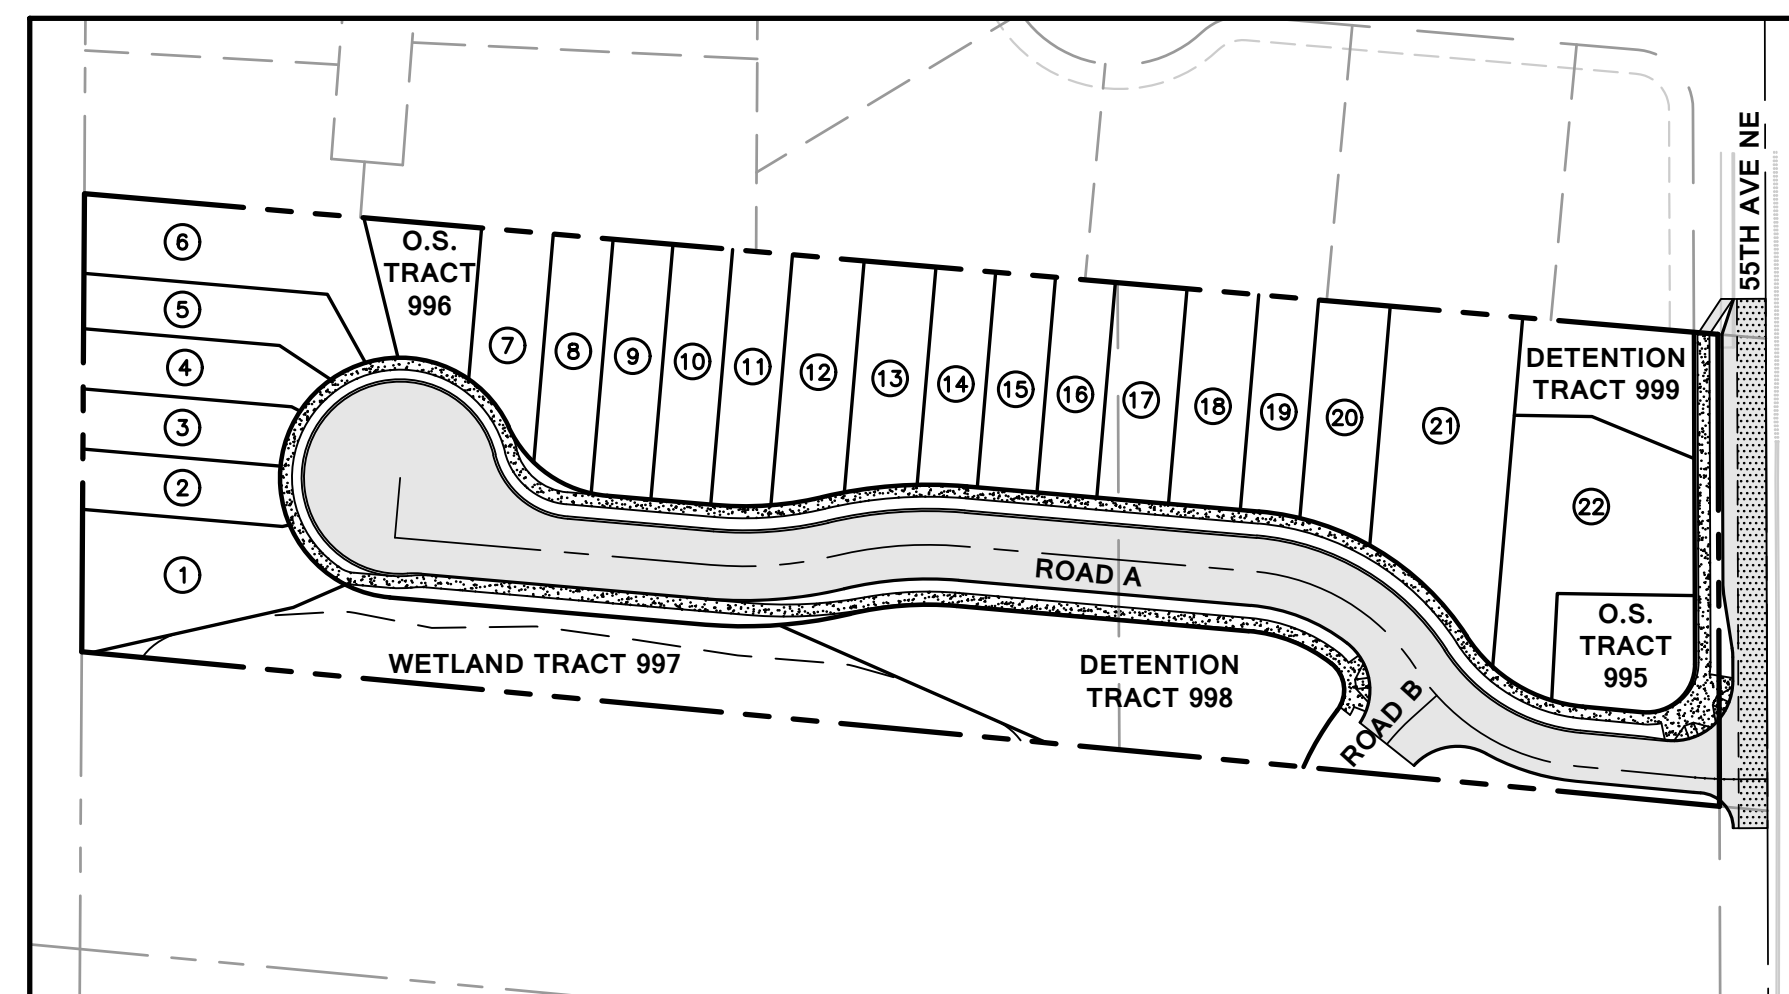 55TH AVE NE
6
O.S.
TRACT
996
5
4
3
2
1
7
8
9
10
11
12
13
14
15
16
17
18
19
20
21
DETENTION
TRACT 999
22
O.S.
TRACT
995
ROAD A
ROAD B
WETLAND TRACT 997
DETENTION
TRACT 998